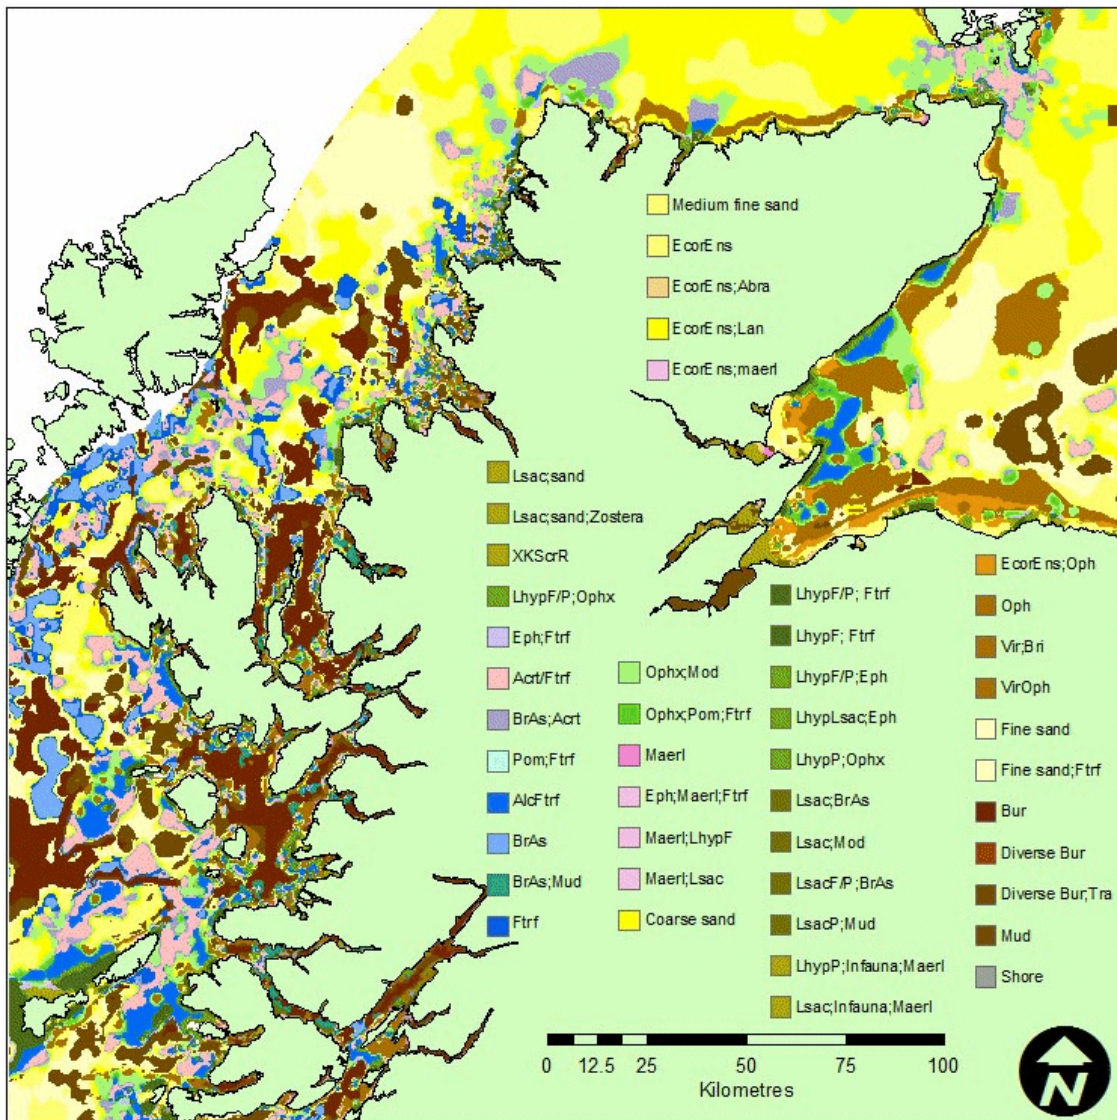 Medium fine sand
EcorEns
EcorEns;Abra
EcorEns;Lan
EcorEns;maerl
Lsac;sand
Lsac;sand;Zostera
XKScrR
LhypF/P;Ophx
Eph;Ftrf
Acrt/Ftrf
BrAs;Acrt
Pom;Ftrf
AlcFtrf
BrAs
BrAs;Mud
Ftrf
Ophx;Mod
Ophx;Pom;Ftrf
Maerl
Eph;Maerl;Ftrf
Maerl;LhypF
Maerl;Lsac
Coarse sand
LhypF/P; Ftrf
LhypF; Ftrf
LhypF/P;Eph
LhypLsac;Eph
LhypP;Ophx
Lsac;BrAs
Lsac;Mod
LsacF/P;BrAs
LsacP;Mud
LhypP;Infauna;Maerl
Lsac;Infauna;Maerl
EcorEns;Oph
Oph
Vir;Bri
VirOph
Fine sand
Fine sand;Ftrf
Bur
Diverse Bur
Diverse Bur;Tra
Mud
Shore
0 12.5 25 50 75 100
Kilometres
N